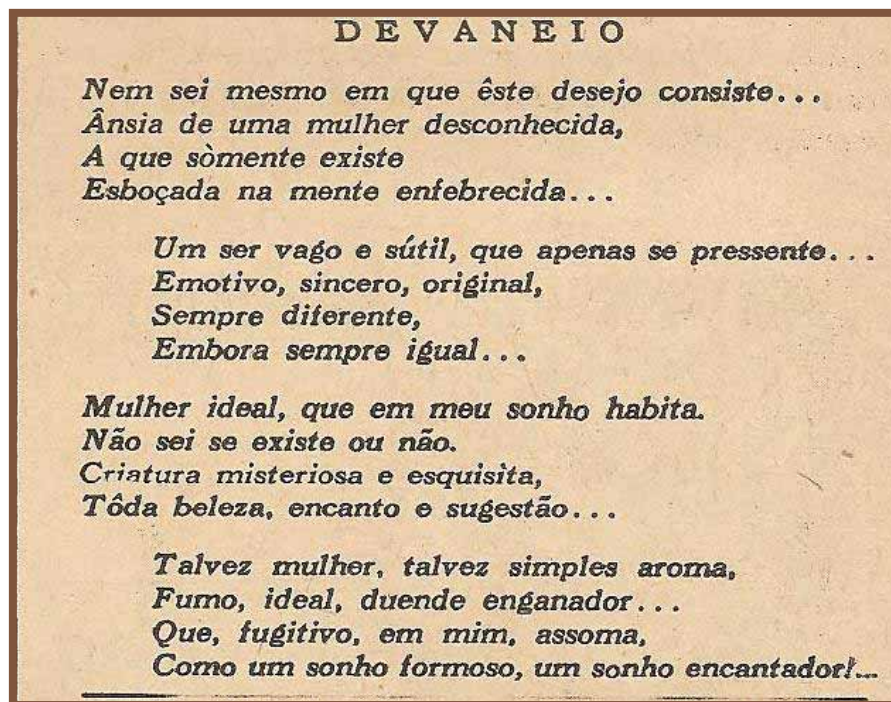 DEVANEIO
Nem sei mesmo em que êste desejo consiste...
Ânsia de uma mulher desconhecida,
A que sòmente existe
Esboçada na mente enfebrecida...
Um ser vago e sútil, que apenas se pressente...
Emotivo, sincero, original,
Sempre diferente,
Embora sempre igual...
Mulher ideal, que em meu sonho habita.
Não sei se existe ou não.
Criatura misteriosa e esquisita,
Tôda beleza, encanto e sugestão...
Talvez mulher, talvez simples aroma,
Fumo, ideal, duende enganador...
Que, fugitivo, em mim, assoma,
Como um sonho formoso, um sonho encantador!...